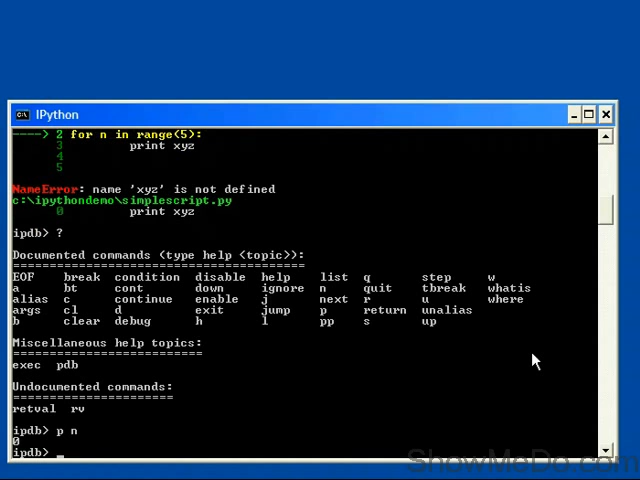 IPython
----> 2 for n in range(5):
3 print xyz
4
5
NameError: name 'xyz' is not defined
c:\ipythondemo\simplescript.py
0 print xyz
ipdb> ?
Documented commands (type help <topic>):
========================================
EOF break condition disable help list q step w
a bt cont down ignore n quit tbreak whatis
alias c continue enable j next r u where
args cl d exit jump p return unalias
b clear debug h l pp s up
Miscellaneous help topics:
==========================
exec pdb
Undocumented commands:
======================
retval rv
ipdb> p n
0
ipdb> _
ShowMeDo.com